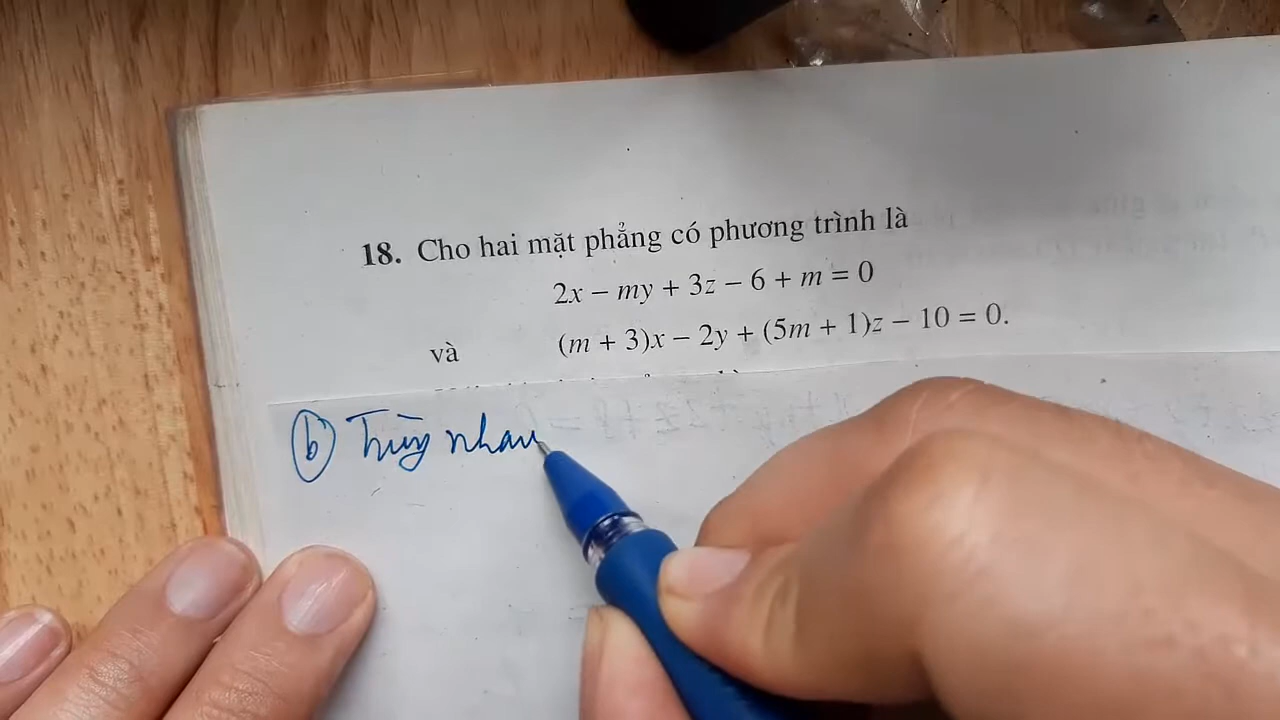 18. Cho hai mặt phẳng có phương trình là
2x − my + 3z − 6 + m = 0
và (m + 3)x − 2y + (5m + 1)z − 10 = 0.
b Trùng nhau